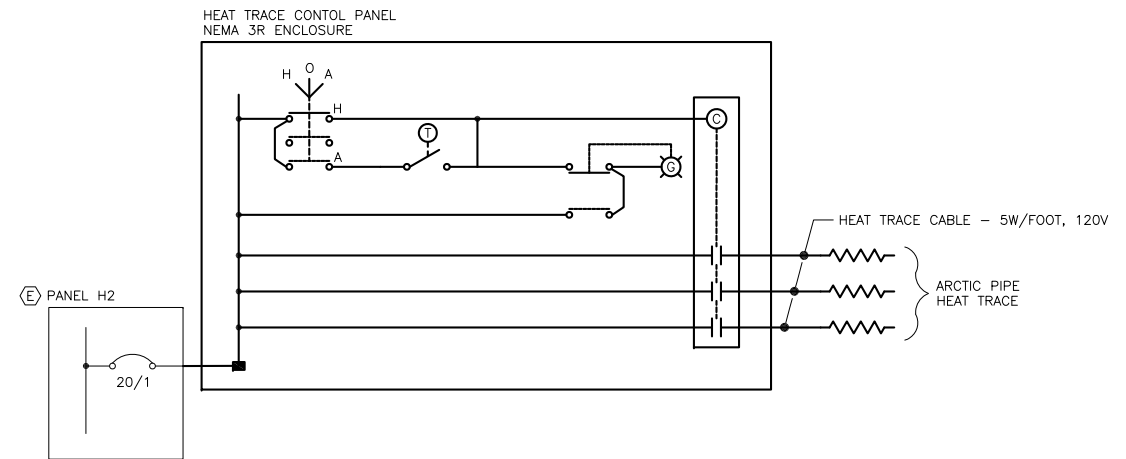 HEAT TRACE CONTOL PANEL
NEMA 3R ENCLOSURE
H O A
H
T
C
A
G
HEAT TRACE CABLE – 5W/FOOT, 120V
E PANEL H2
ARCTIC PIPE
HEAT TRACE
20/1